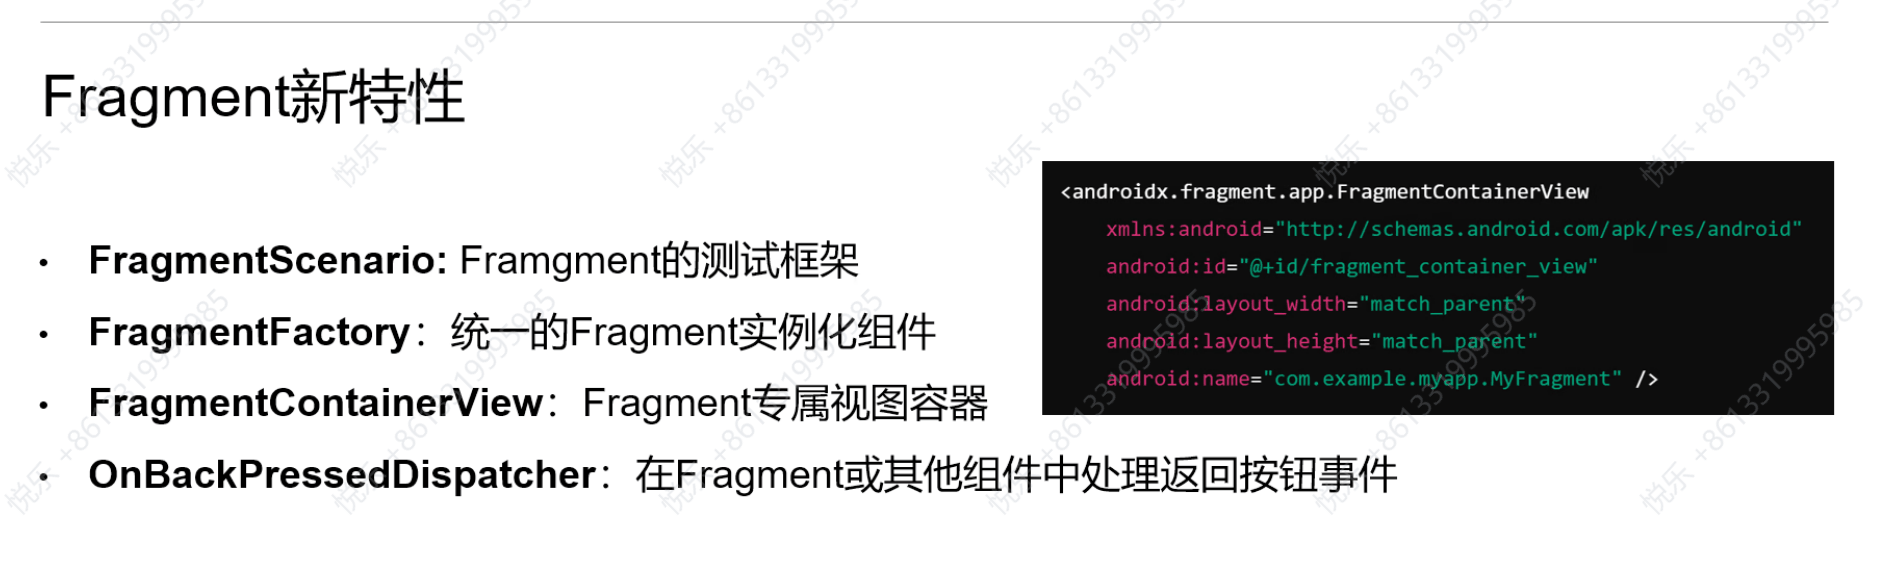 Fragment新特性
FragmentScenario: Framgment的测试框架
FragmentFactory：统一的Fragment实例化组件
FragmentContainerView：Fragment专属视图容器
OnBackPressedDispatcher：在Fragment或其他组件中处理返回按钮事件
<androidx.fragment.app.FragmentContainerView
xmlns:android="http://schemas.android.com/apk/res/android"
android:id="@+id/fragment_container_view"
android:layout_width="match_parent"
android:layout_height="match_parent"
android:name="com.example.myapp.MyFragment" />
悦乐 +8613319995985